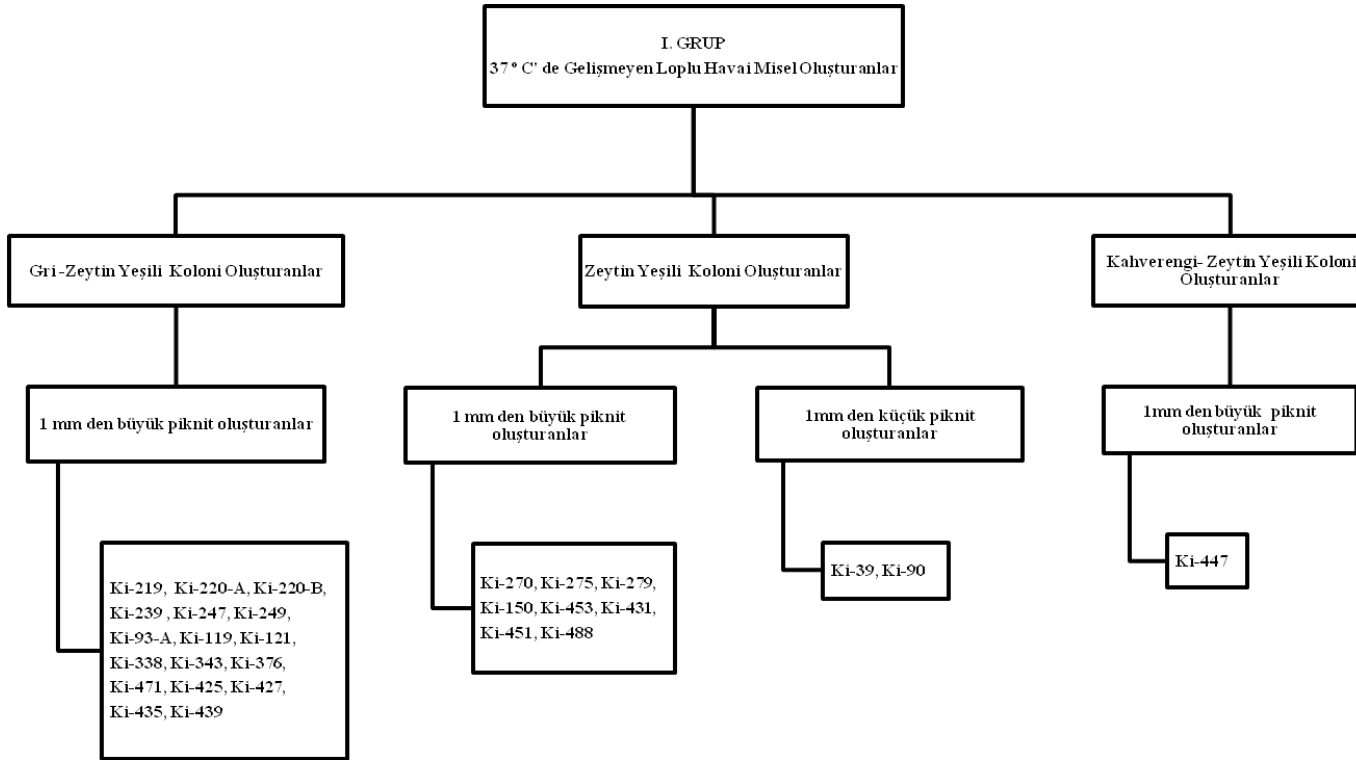 I. GRUP
37 º C' de Gelişmeyen Loplu Havai Misel Oluşturanlar
Gri -Zeytin Yeşili Koloni Oluşturanlar
Zeytin Yeşili Koloni Oluşturanlar
Kahverengi- Zeytin Yeşili Koloni
Oluşturanlar
1 mm den büyük piknit oluşturanlar
1 mm den büyük piknit
oluşturanlar
1mm den küçük piknit
oluşturanlar
1mm den büyük piknit
oluşturanlar
Ki-219, Ki-220-A, Ki-220-B,
Ki-239 , Ki-247, Ki-249,
Ki-93-A, Ki-119, Ki-121,
Ki-338, Ki-343, Ki-376,
Ki-471, Ki-425, Ki-427,
Ki-435, Ki-439
Ki-270, Ki-275, Ki-279,
Ki-150, Ki-453, Ki-431,
Ki-451, Ki-488
Ki-39, Ki-90
Ki-447